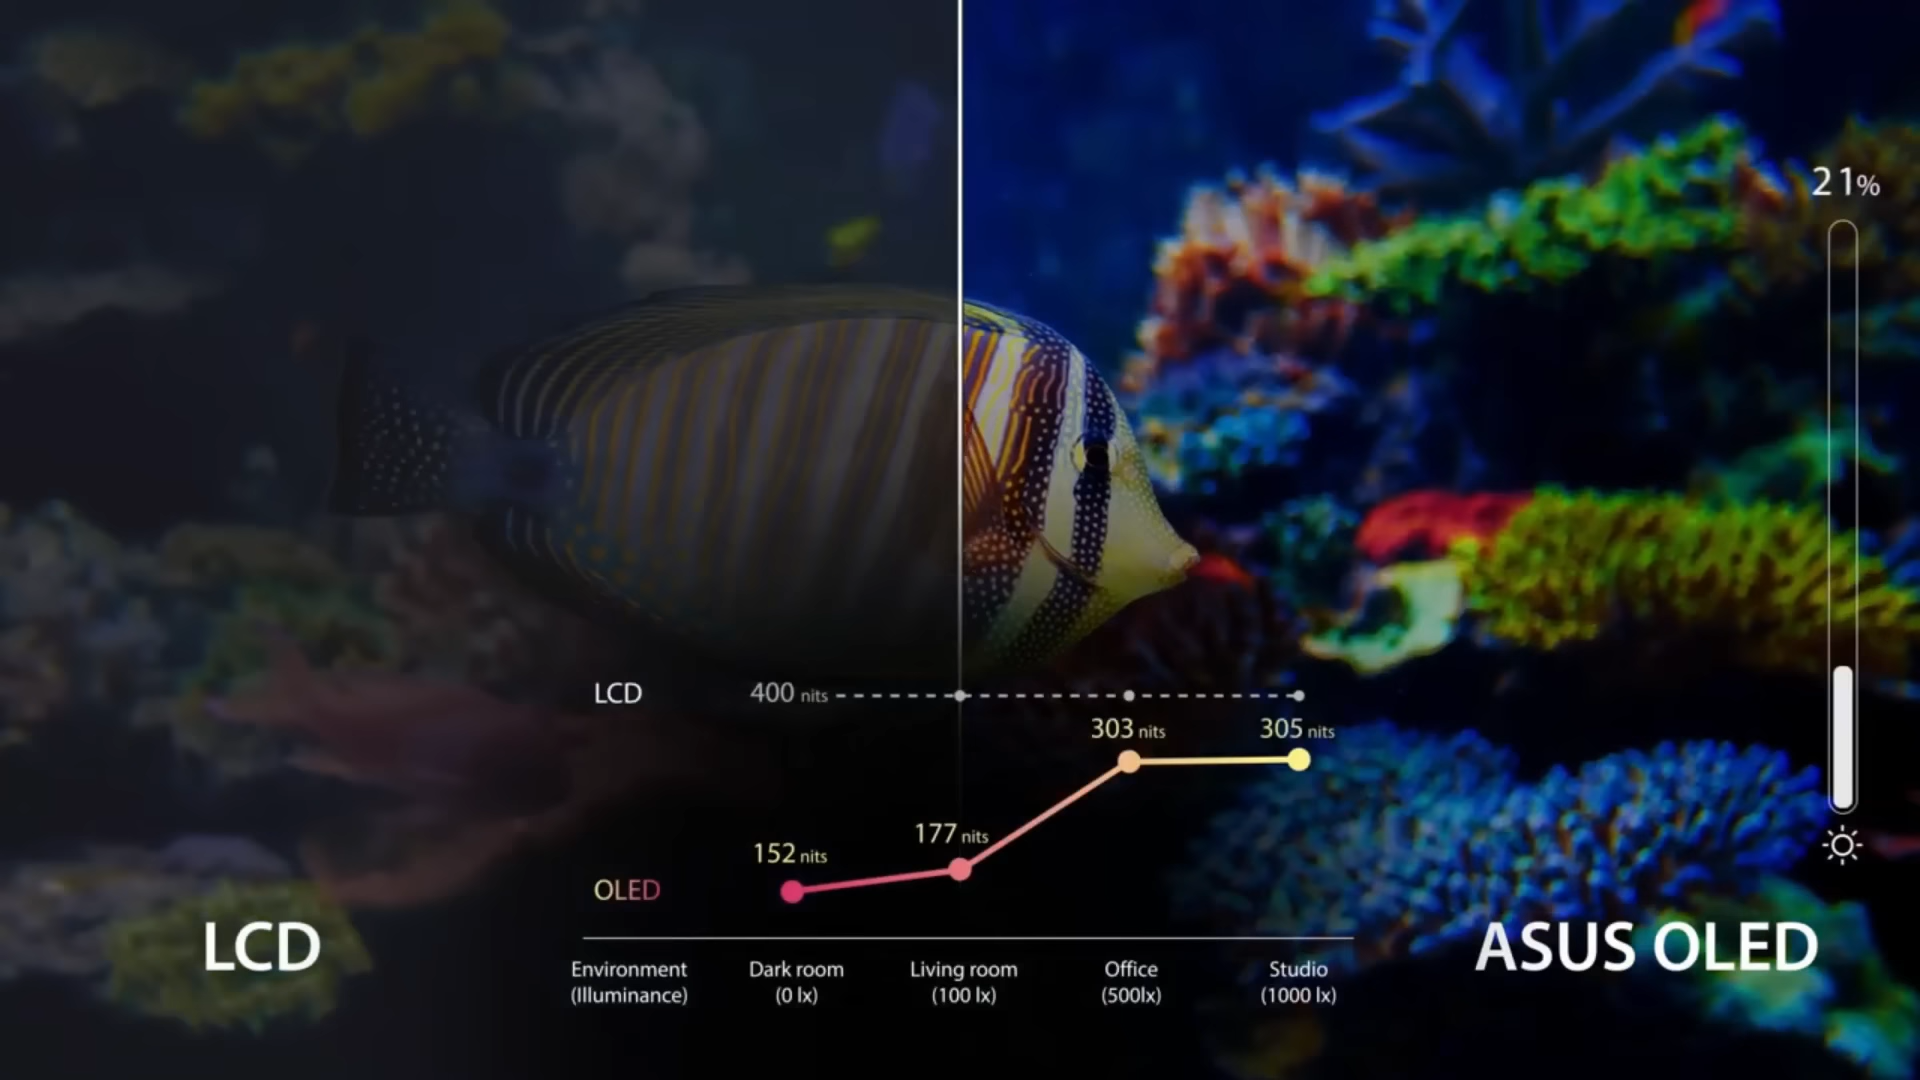 21%
LCD 400 nits
303 nits 305 nits
177 nits
152 nits
OLED
LCD
ASUS OLED
Environment Dark room Living room Office Studio
(Illuminance) (0 lx) (100 lx) (500lx) (1000 lx)